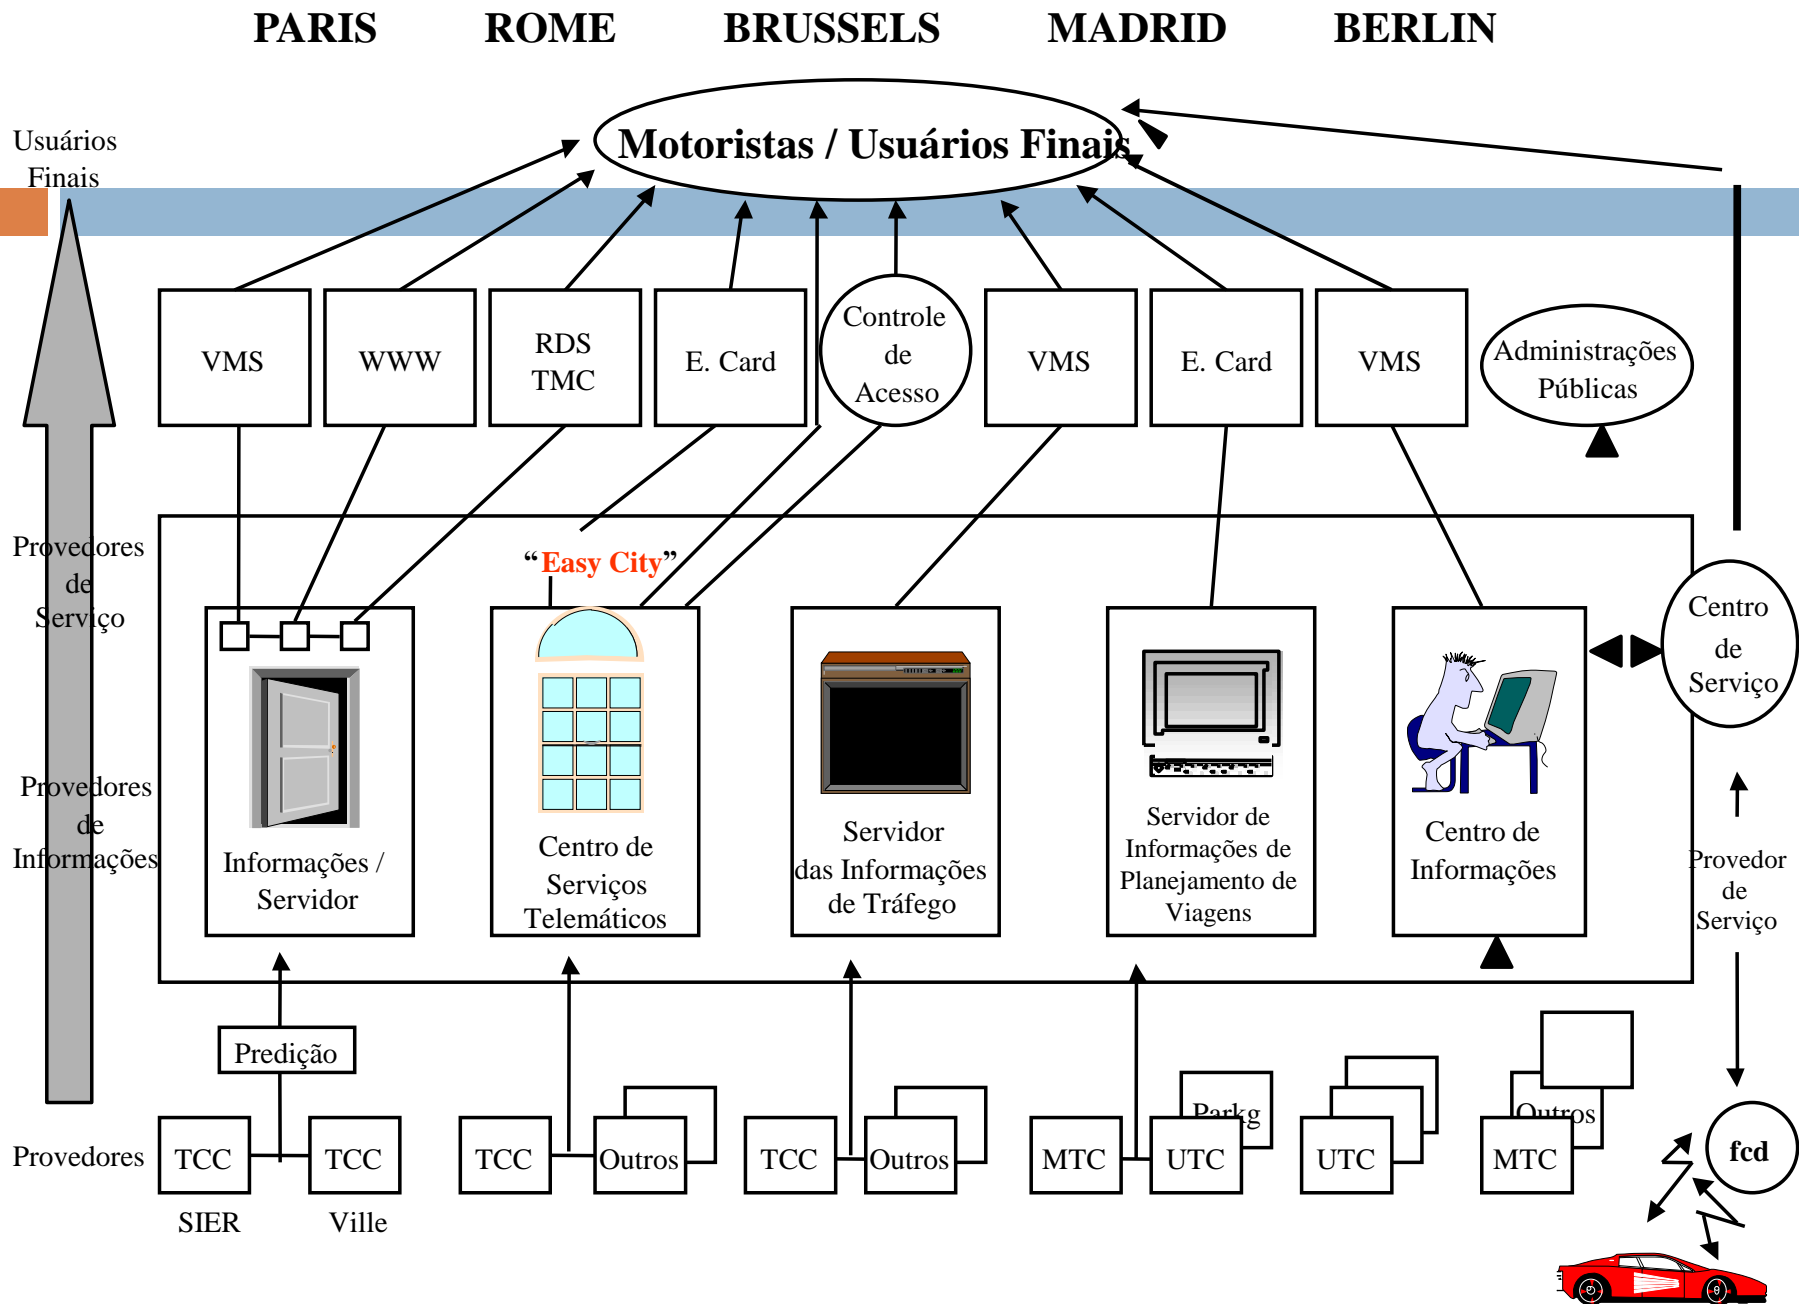 PARIS ROME BRUSSELS MADRID BERLIN
Usuários
Finais
Motoristas / Usuários Finais
VMS
WWW
RDS
TMC
E. Card
Controle
de
Acesso
VMS
E. Card
VMS
Administrações
Públicas
Provedores
de
Serviço
“Easy City”
Centro
de
Serviço
Provedores
de
Informações
Informações /
Servidor
Centro de
Serviços
Telemáticos
Servidor
das Informações
de Tráfego
Servidor de
Informações de
Planejamento de
Viagens
Centro de
Informações
Provedor
de
Serviço
Predição
Provedores
TCC
TCC
TCC
Outros
TCC
Outros
MTC
Parkg
UTC
UTC
Outros
MTC
fcd
SIER
Ville